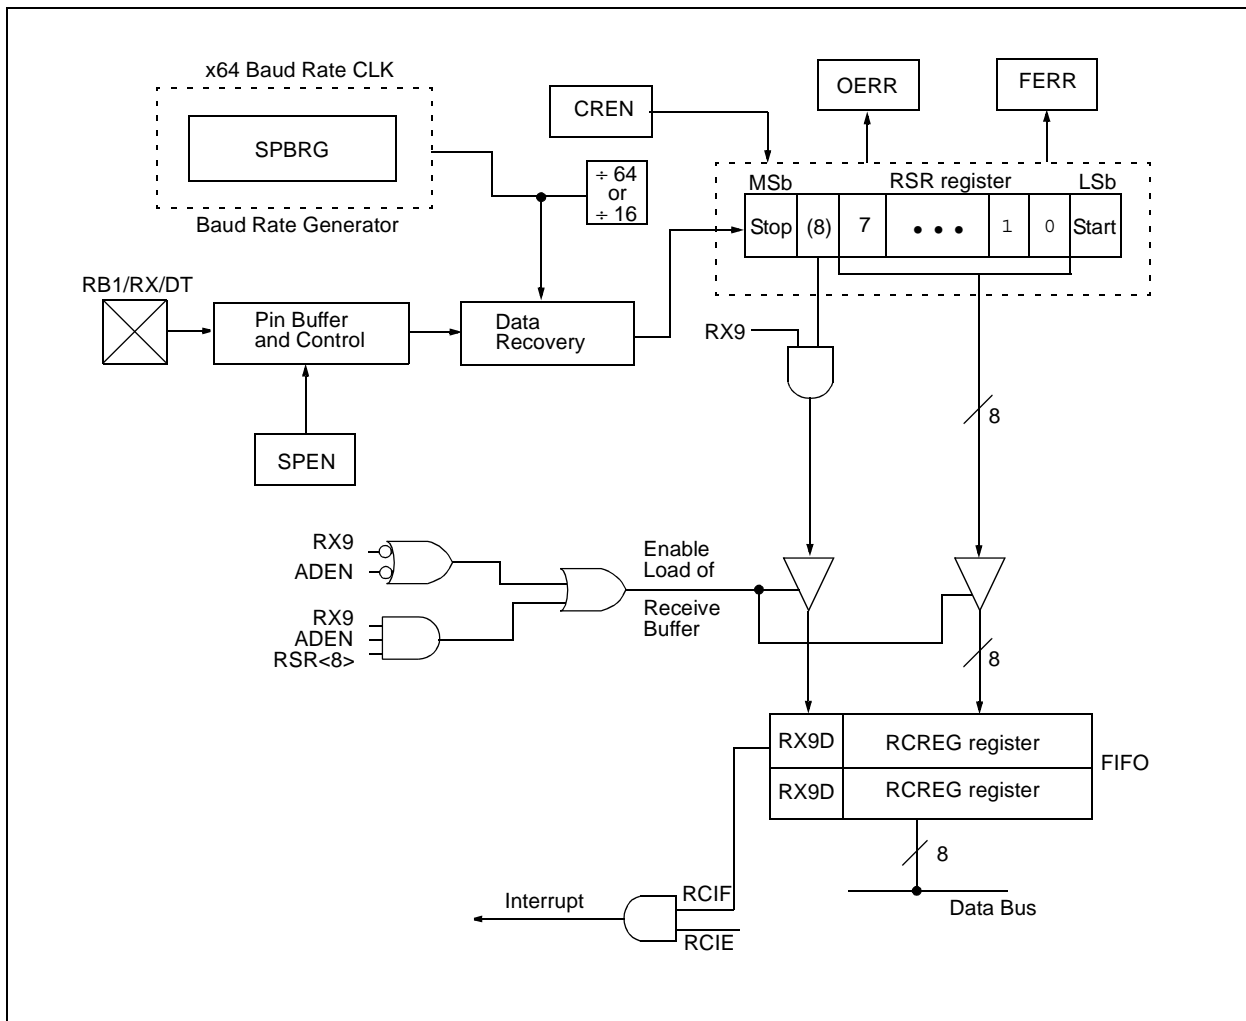 x64 Baud Rate CLK
SPBRG
Baud Rate Generator
CREN
OERR
FERR
÷ 64
or
÷ 16
MSb
RSR register
LSb
Stop
(8)
7
• • •
1
0
Start
RB1/RX/DT
Pin Buffer
and Control
Data
Recovery
SPEN
RX9
8
RX9
ADEN
RX9
ADEN
RSR<8>
Enable
Load of
Receive
Buffer
8
RX9D
RCREG register
RX9D
RCREG register
FIFO
8
Data Bus
Interrupt
RCIF
RCIE